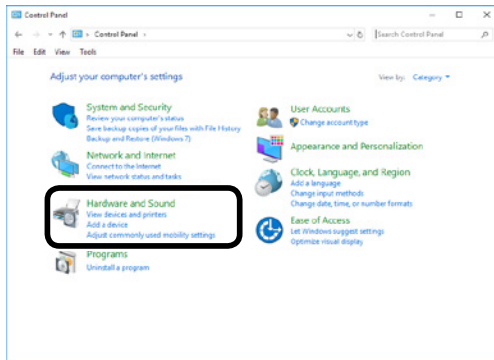 Control Panel
Control Panel
Search Control Panel
File Edit View Tools
Adjust your computer's settings
View by: Category
System and Security
Review your computer's status
Save backup copies of your files with File History
Backup and Restore (Windows 7)
Network and Internet
Connect to the Internet
View network status and tasks
Hardware and Sound
View devices and printers
Add a device
Adjust commonly used mobility settings
Programs
Uninstall a program
User Accounts
Change account type
Appearance and Personalization
Clock, Language, and Region
Add a language
Change input methods
Change date, time, or number formats
Ease of Access
Let Windows suggest settings
Optimize visual display